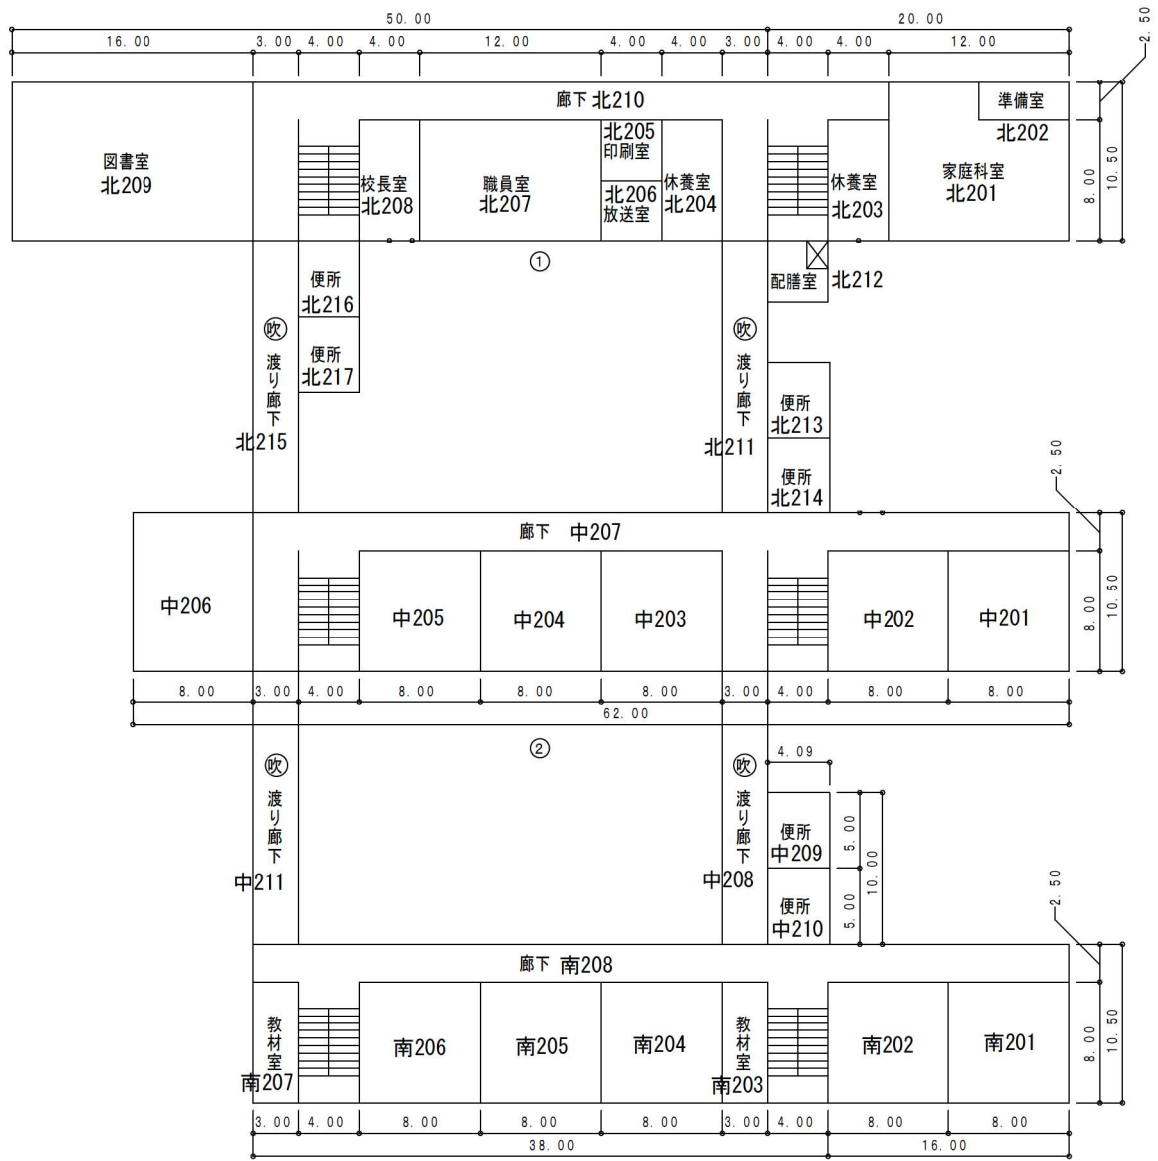 50.00
20.00
2.50
16.00
3.00
4.00
4.00
12.00
4.00
4.00
3.00
4.00
4.00
12.00
廊下 北210
準備室
北202
図書室
北209
校長室
北208
職員室
北207
北205
印刷室
北206
放送室
休養室
北204
休養室
北203
家庭科室
北201
8.00
10.50
①
便所
北216
便所
北217
配膳室
北212
吹
渡り廊下
北215
吹
渡り廊下
北211
便所
北213
便所
北214
2.50
廊下 中207
中206
中205
中204
中203
中202
中201
8.00
10.50
8.00
3.00
4.00
8.00
8.00
8.00
3.00
4.00
8.00
8.00
62.00
②
4.09
吹
渡り廊下
中211
吹
渡り廊下
中208
便所
中209
便所
中210
5.00
5.00
10.00
2.50
廊下 南208
教材室
南207
南206
南205
南204
教材室
南203
南202
南201
8.00
10.50
3.00
4.00
8.00
8.00
8.00
3.00
4.00
8.00
8.00
38.00
16.00